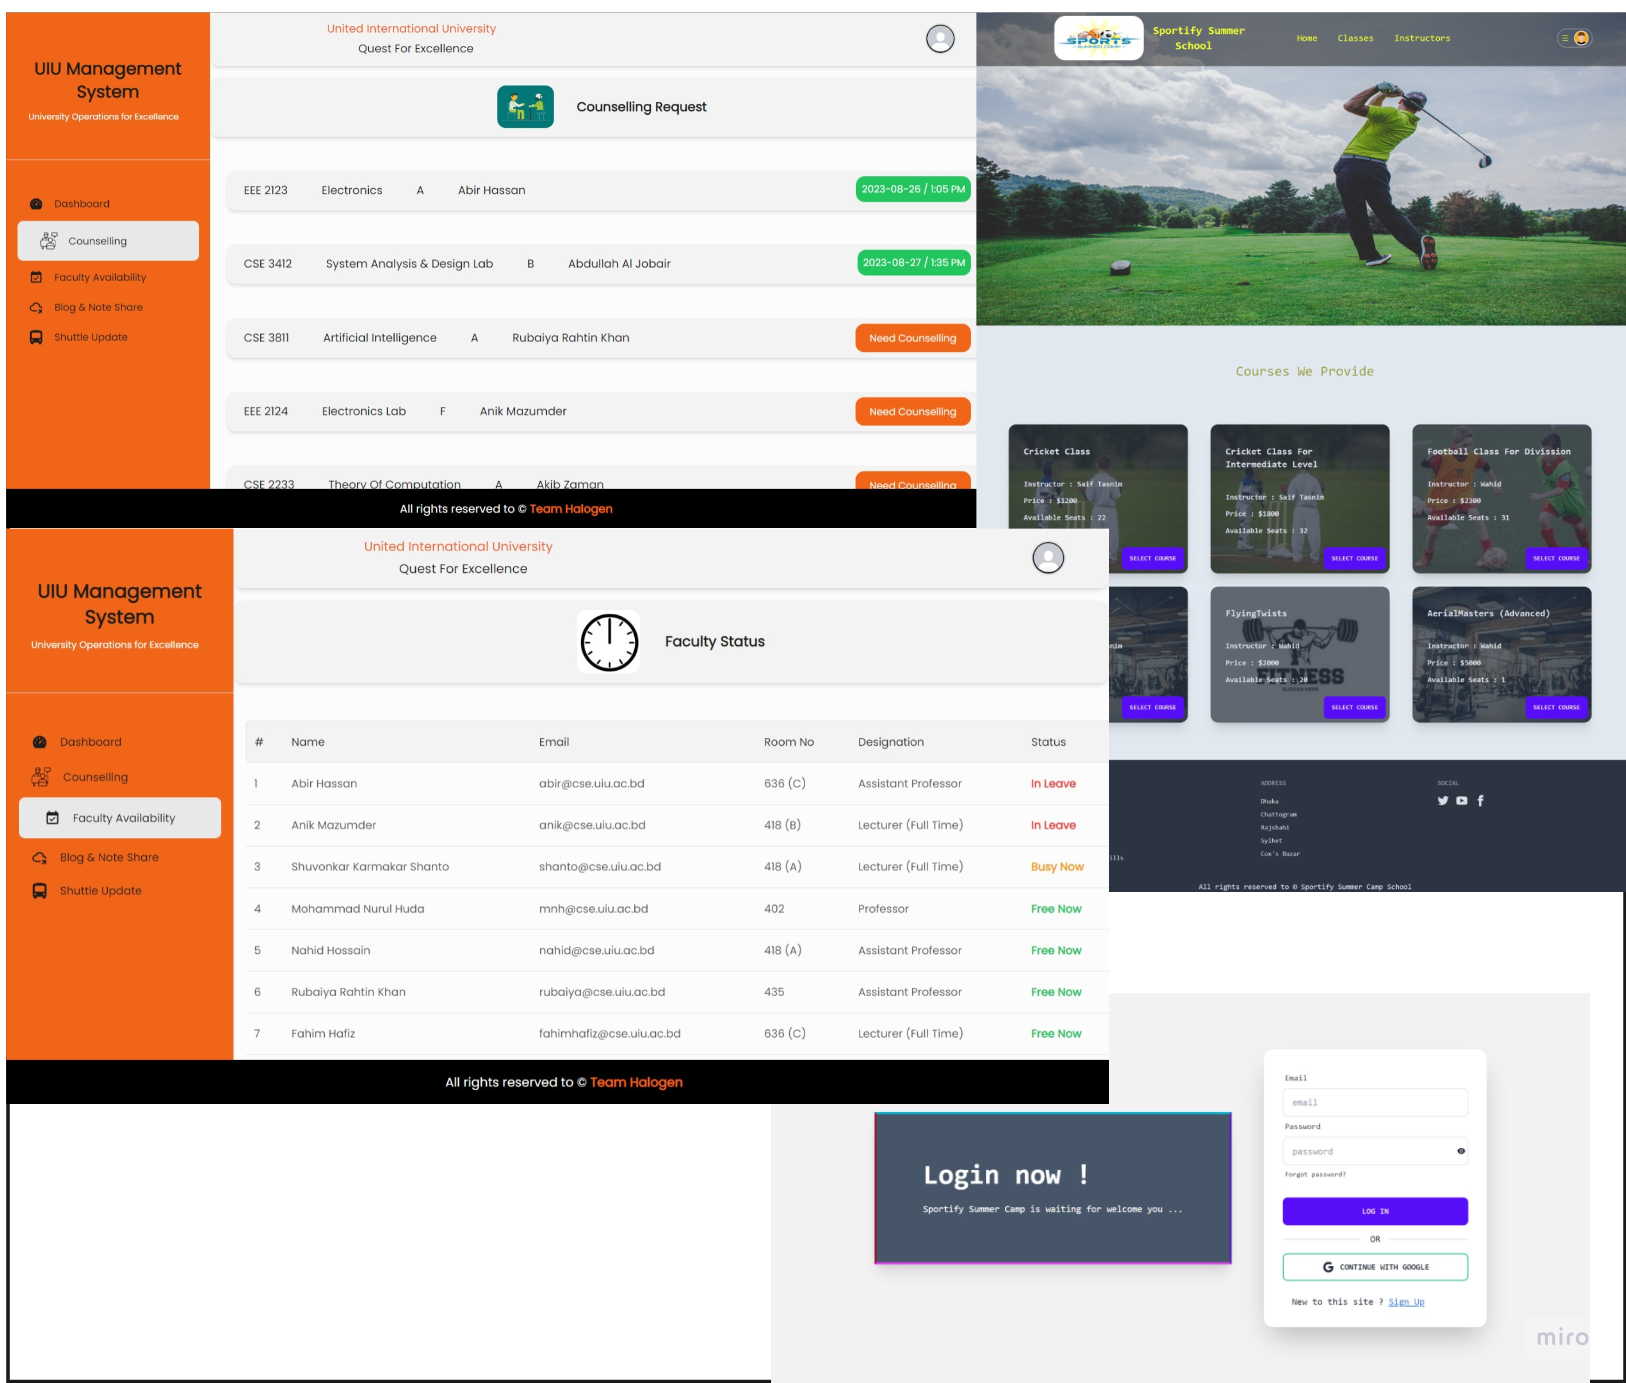 UIU Management
System
University Operations for Excellence
Dashboard
Counselling
Faculty Availability
Blog & Note Share
Shuttle Update
United International University
Quest For Excellence
Counselling Request
EEE 2123 Electronics A Abir Hassan 2023-08-26 / 1:05 PM
CSE 3412 System Analysis & Design Lab B Abdullah Al Jobair 2023-08-27 / 1:35 PM
CSE 3811 Artificial Intelligence A Rubaiya Rahtin Khan Need Counselling
EEE 2124 Electronics Lab F Anik Mazumder Need Counselling
CSE 2233 Theory Of Computation A Akib Zaman Need Counselling
All rights reserved to © Team Halogen
SPORTS
SUMMER CAMP
Sportify Summer
School
Home Classes Instructors
Courses We Provide
Cricket Class
Instructor : Saif Tasnim
Price : $1200
Available Seats : 22
SELECT COURSE
Cricket Class For
Intermediate Level
Instructor : Saif Tasnim
Price : $1800
Available Seats : 32
SELECT COURSE
Football Class For Divission
Instructor : Wahid
Price : $2300
Available Seats : 31
SELECT COURSE
nim
SELECT COURSE
FlyingTwists
Instructor : Wahid
Price : $2000
Available Seats : 20
FITNESS
SELECT COURSE
AerialMasters (Advanced)
Instructor : Wahid
Price : $5000
Available Seats : 1
SELECT COURSE
ills
ADDRESS
Dhaka
Chattogram
Rajshahi
Sylhet
Cox's Bazar
SOCIAL
All rights reserved to © Sportify Summer Camp School
UIU Management
System
University Operations for Excellence
Dashboard
Counselling
Faculty Availability
Blog & Note Share
Shuttle Update
United International University
Quest For Excellence
Faculty Status
# Name Email Room No Designation Status
1 Abir Hassan abir@cse.uiu.ac.bd 636 (C) Assistant Professor In Leave
2 Anik Mazumder anik@cse.uiu.ac.bd 418 (B) Lecturer (Full Time) In Leave
3 Shuvonkar Karmakar Shanto shanto@cse.uiu.ac.bd 418 (A) Lecturer (Full Time) Busy Now
4 Mohammad Nurul Huda mnh@cse.uiu.ac.bd 402 Professor Free Now
5 Nahid Hossain nahid@cse.uiu.ac.bd 418 (A) Assistant Professor Free Now
6 Rubaiya Rahtin Khan rubaiya@cse.uiu.ac.bd 435 Assistant Professor Free Now
7 Fahim Hafiz fahimhafiz@cse.uiu.ac.bd 636 (C) Lecturer (Full Time) Free Now
All rights reserved to © Team Halogen
Login now !
Sportify Summer Camp is waiting for welcome you ...
Email
email
Password
password
Forgot password?
LOG IN
OR
CONTINUE WITH GOOGLE
New to this site ? Sign Up
miro